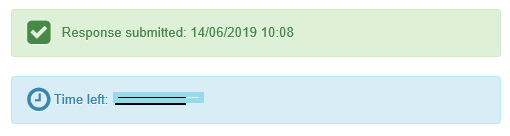 Response submitted: 14/06/2019 10:08
Time left: